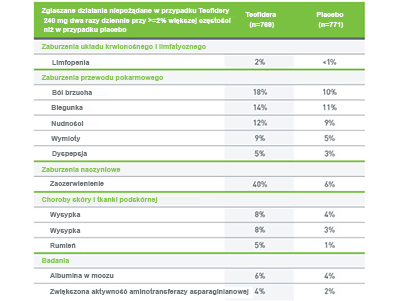 Zgłaszane działania niepożądane w przypadku Teofidery Teofidera Placebo
240 mg dwa razy dziennie przy >=2% większej częstości (n=769) (n=771)
niż w przypadku placebo
Zaburzenia układu krwionośnego i limfatycznego
Limfopenia 2% <1%
Zaburzenia przewodu pokarmowego
Ból brzucha 18% 10%
Biegunka 14% 11%
Nudności 12% 9%
Wymioty 9% 5%
Dyspepsja 5% 3%
Zaburzenia naczyniowe
Zaczerwienienie 40% 6%
Choroby skóry i tkanki podskórnej
Wysypka 8% 4%
Wysypka 8% 3%
Rumień 5% 1%
Badania
Albumina w moczu 6% 4%
Zwiększona aktywność aminotransferazy asparaginianowej 4% 2%